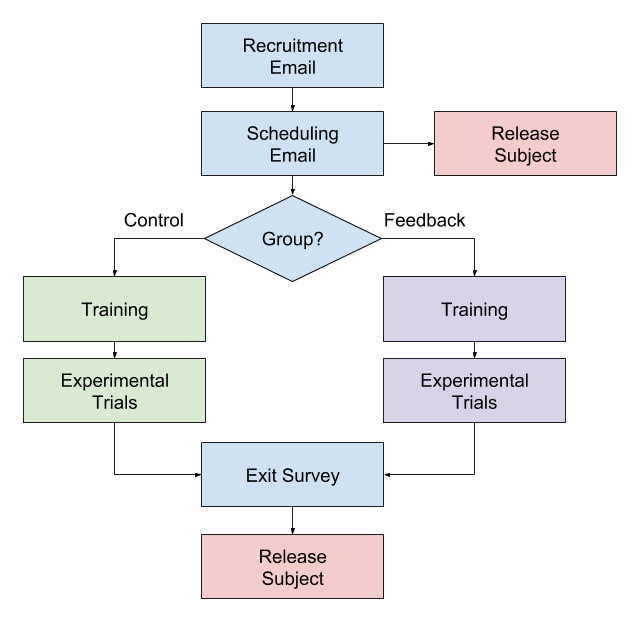 Recruitment
Email
Scheduling
Email
Release
Subject
Control
Group?
Feedback
Training
Training
Experimental
Trials
Experimental
Trials
Exit Survey
Release
Subject